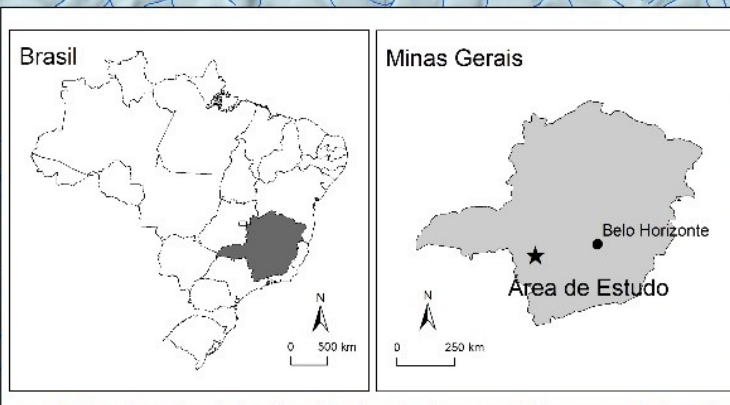 Brasil
N
0 500 km
Minas Gerais
Belo Horizonte
Área de Estudo
N
0 250 km